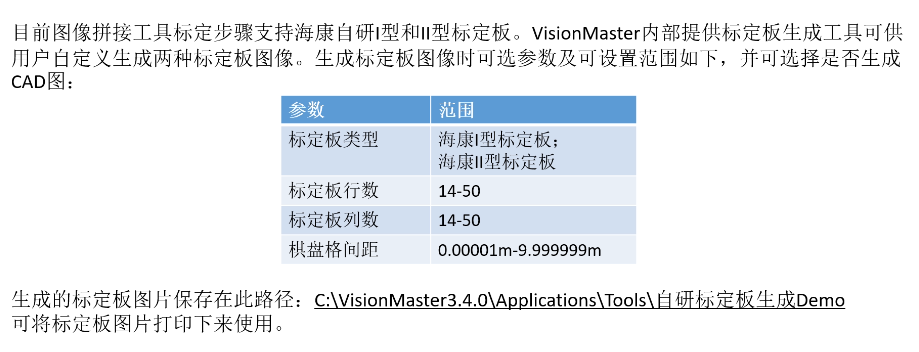 目前图像拼接工具标定步骤支持海康自研I型和II型标定板。VisionMaster内部提供标定板生成工具可供
用户自定义生成两种标定板图像。生成标定板图像时可选参数及可设置范围如下，并可选择是否生成
CAD图：
参数 范围
标定板类型 海康I型标定板；
海康II型标定板
标定板行数 14-50
标定板列数 14-50
棋盘格间距 0.00001m-9.999999m
生成的标定板图片保存在此路径：C:\VisionMaster3.4.0\Applications\Tools\自研标定板生成Demo
可将标定板图片打印下来使用。